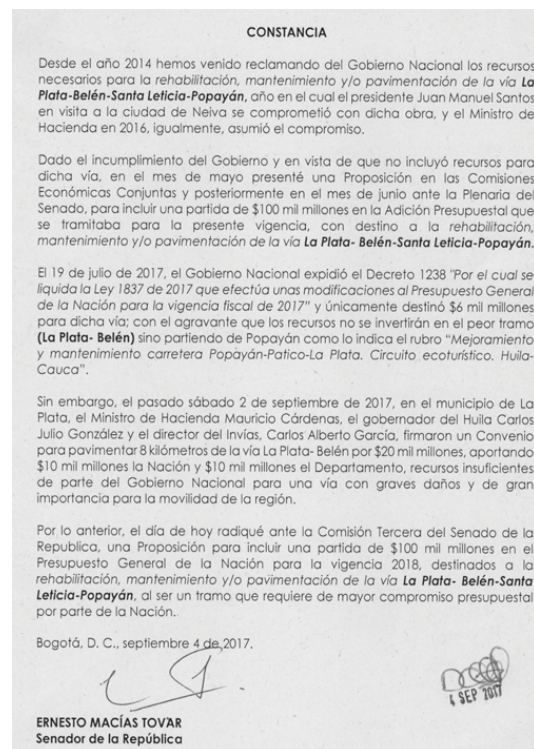 CONSTANCIA
Desde el año 2014 hemos venido reclamando del Gobierno Nacional los recursos
necesarios para la rehabilitación, mantenimiento y/o pavimentación de la vía La
Plata-Belén-Santa Leticia-Popayán, año en el cual el presidente Juan Manuel Santos
en visita a la ciudad de Neiva se comprometió con dicha obra, y el Ministro de
Hacienda en 2016, igualmente, asumió el compromiso.
Dado el incumplimiento del Gobierno y en vista de que no incluyó recursos para
dicha vía, en el mes de mayo presenté una Proposición en las Comisiones
Económicas Conjuntas y posteriormente en el mes de junio ante la Plenaria del
Senado, para incluir una partida de $100 mil millones en la Adición Presupuestal que
se tramitaba para la presente vigencia, con destino a la rehabilitación,
mantenimiento y/o pavimentación de la vía La Plata- Belén-Santa Leticia-Popayán.
El 19 de julio de 2017, el Gobierno Nacional expidió el Decreto 1238 "Por el cual se
liquida la Ley 1837 de 2017 que efectúa unas modificaciones al Presupuesto General
de la Nación para la vigencia fiscal de 2017" y únicamente destinó $6 mil millones
para dicha vía; con el agravante que los recursos no se invertirán en el peor tramo
(La Plata- Belén) sino partiendo de Popayán como lo indica el rubro "Mejoramiento
y mantenimiento carretera Popayán-Patico-La Plata. Circuito ecoturístico. Huila-
Cauca".
Sin embargo, el pasado sábado 2 de septiembre de 2017, en el municipio de La
Plata, el Ministro de Hacienda Mauricio Cárdenas, el gobernador del Huila Carlos
Julio González y el director del Invías, Carlos Alberto García, firmaron un Convenio
para pavimentar 8 kilómetros de la vía La Plata- Belén por $20 mil millones, aportando
$10 mil millones la Nación y $10 mil millones el Departamento, recursos insuficientes
de parte del Gobierno Nacional para una vía con graves daños y de gran
importancia para la movilidad de la región.
Por lo anterior, el día de hoy radiqué ante la Comisión Tercera del Senado de la
Republica, una Proposición para incluir una partida de $100 mil millones en el
Presupuesto General de la Nación para la vigencia 2018, destinados a la
rehabilitación, mantenimiento y/o pavimentación de la vía La Plata- Belén-Santa
Leticia-Popayán, al ser un tramo que requiere de mayor compromiso presupuestal
por parte de la Nación.
Bogotá, D. C., septiembre 4 de 2017.
4 SEP 2017
ERNESTO MACÍAS TOVAR
Senador de la República